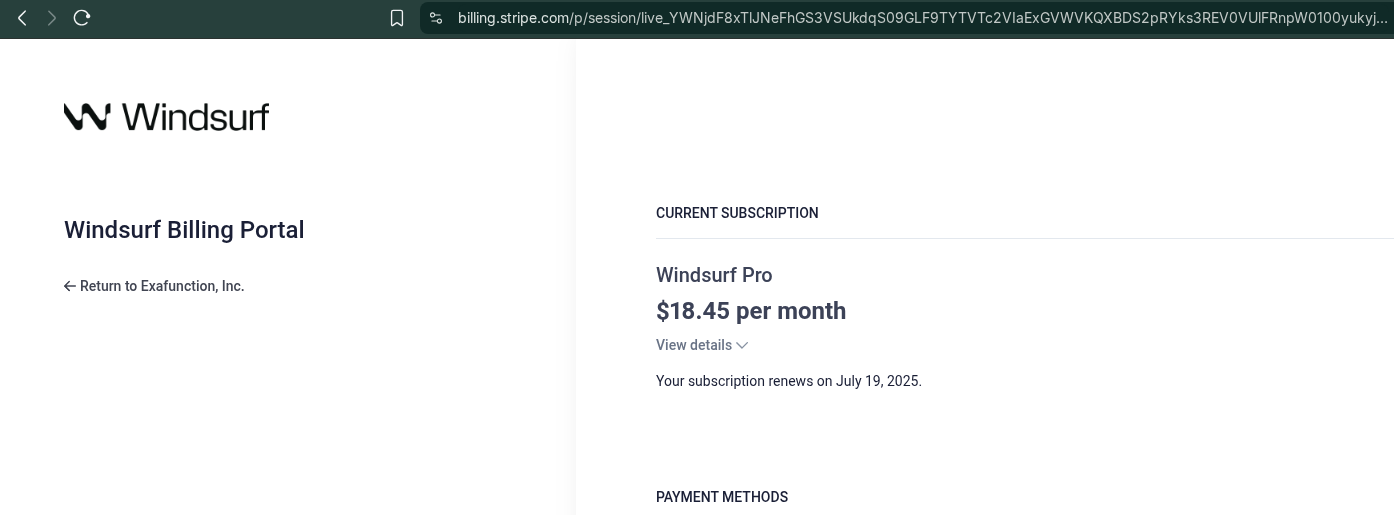 billing.stripe.com/p/session/live_YWNjdF8xTlJNeFhGS3VSUkdqS09GLF9TYTVTc2VIaExGVWVKQXBDS2pRYks3REV0VUlFRnpW0100yukyj...
Windsurf
Windsurf Billing Portal
Return to Exafunction, Inc.
CURRENT SUBSCRIPTION
Windsurf Pro
$18.45 per month
View details
Your subscription renews on July 19, 2025.
PAYMENT METHODS